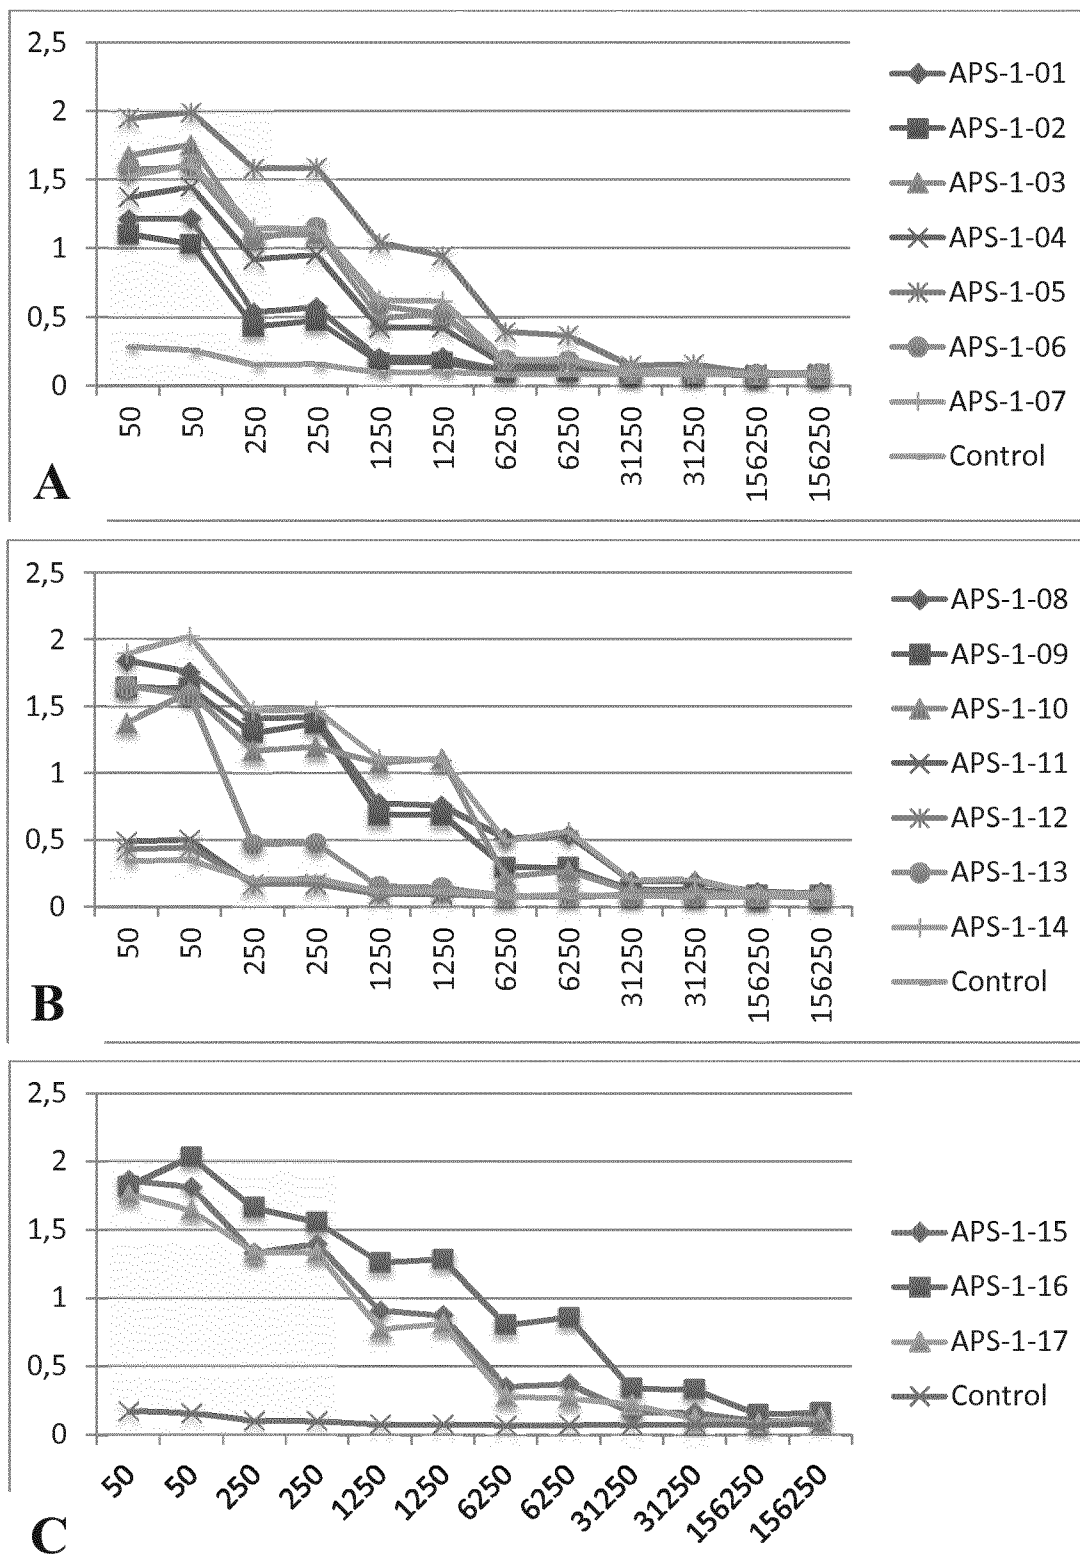 2,5
2
1,5
1
0,5
0
50 50 250 250 1250 1250 6250 6250 31250 31250 156250 156250
APS-1-01
APS-1-02
APS-1-03
APS-1-04
APS-1-05
APS-1-06
APS-1-07
Control
A
2,5
2
1,5
1
0,5
0
50 50 250 250 1250 1250 6250 6250 31250 31250 156250 156250
APS-1-08
APS-1-09
APS-1-10
APS-1-11
APS-1-12
APS-1-13
APS-1-14
Control
B
2,5
2
1,5
1
0,5
0
50 50 250 250 1250 1250 6250 6250 31250 31250 156250 156250
APS-1-15
APS-1-16
APS-1-17
Control
C